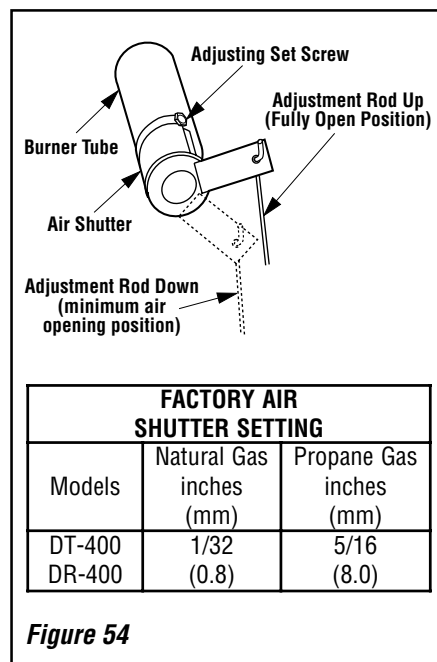 Adjusting Set Screw
Adjustment Rod Up
(Fully Open Position)
Burner Tube
Air Shutter
Adjustment Rod Down
(minimum air
opening position)
FACTORY AIR
SHUTTER SETTING
Models Natural Gas inches (mm) Propane Gas inches (mm)
DT-400 1/32 5/16
DR-400 (0.8) (8.0)
Figure 54